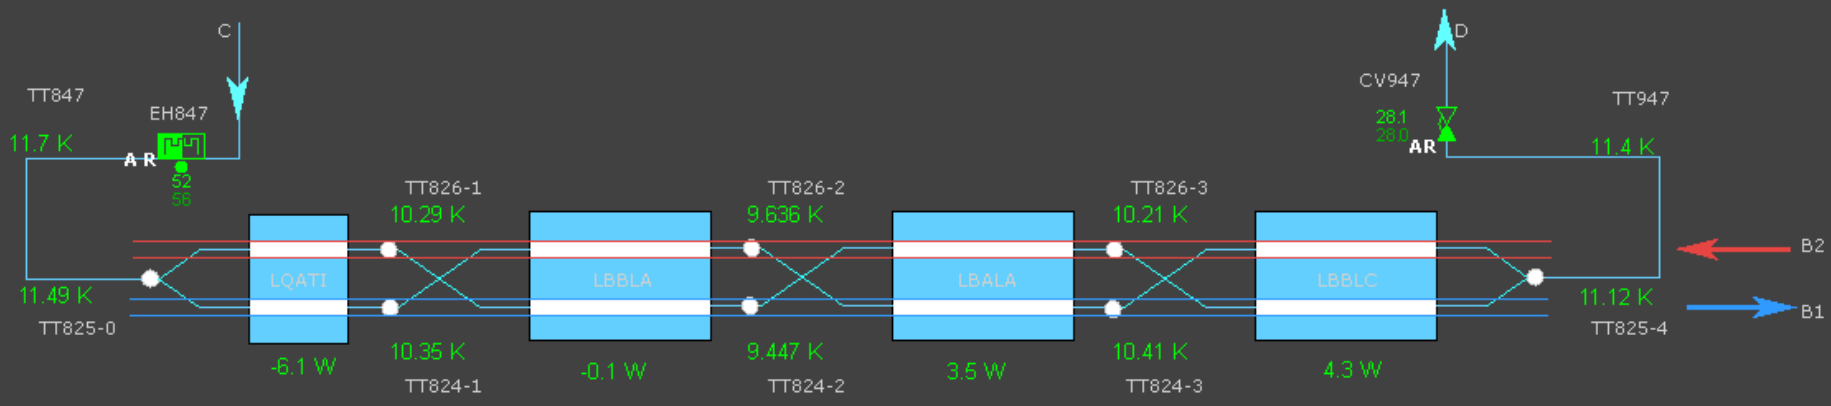 C
D
TT847
EH847
CV947
TT947
11.7 K
28.1
28.0
11.4 K
A R
AR
52
56
TT826-1
TT826-2
TT826-3
10.29 K
9.636 K
10.21 K
B2
LQATI
LBBLA
LBALA
LBBLC
11.49 K
11.12 K
B1
TT825-0
TT825-4
10.35 K
9.447 K
10.41 K
-6.1 W
-0.1 W
3.5 W
4.3 W
TT824-1
TT824-2
TT824-3